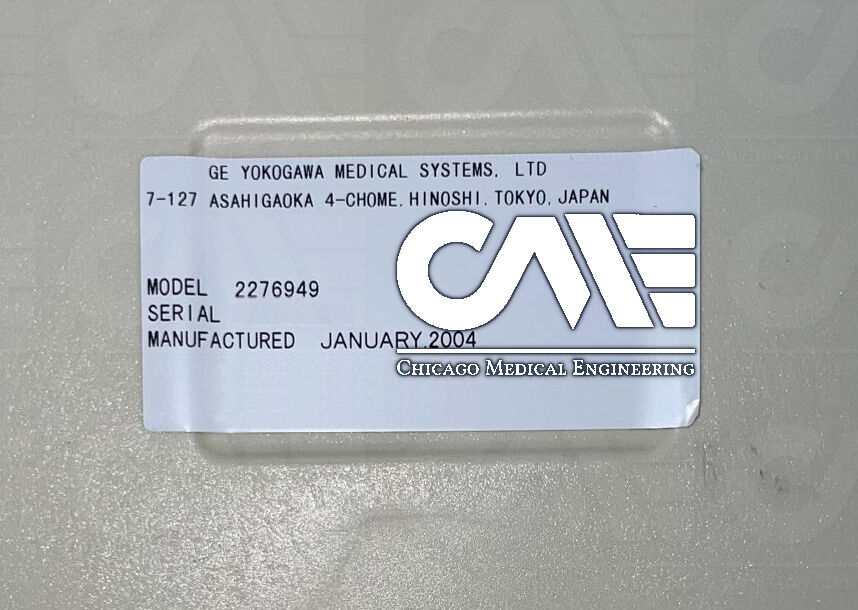 GE YOKOGAWA MEDICAL SYSTEMS, LTD
7-127 ASAHIGAOKA 4-CHOME, HINOSHI, TOKYO, JAPAN
MODEL 2276949
SERIAL
MANUFACTURED JANUARY.2004
CME
CHICAGO MEDICAL ENGINEERING